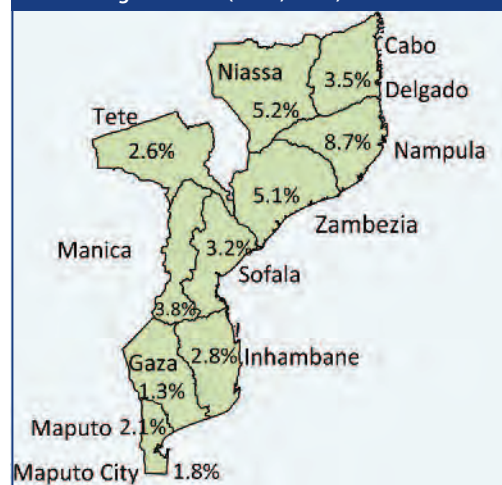 Cabo
Niassa
3.5%
Delgado
5.2%
Tete
8.7%
Nampula
2.6%
5.1%
Zambezia
Manica
3.2%
Sofala
3.8%
2.8%
Inhambane
Gaza
1.3%
Maputo 2.1%
Maputo City 1.8%